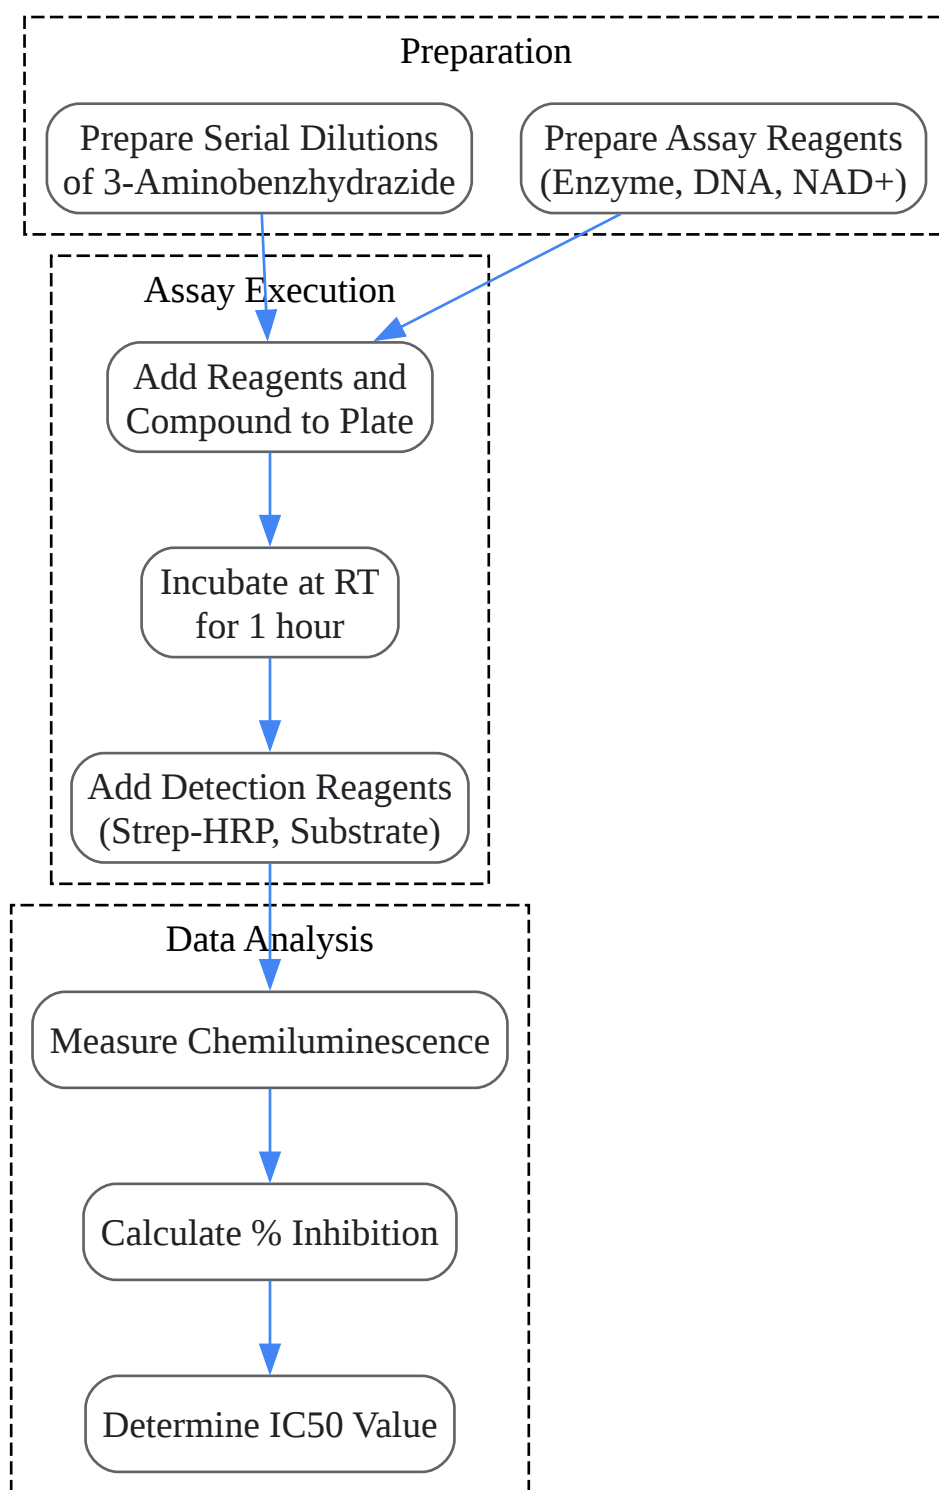 Preparation
Prepare Serial Dilutions
of 3-Aminobenzhydrazide
Prepare Assay Reagents
(Enzyme, DNA, NAD+)
Assay Execution
Add Reagents and
Compound to Plate
Incubate at RT
for 1 hour
Add Detection Reagents
(Strep-HRP, Substrate)
Data Analysis
Measure Chemiluminescence
Calculate % Inhibition
Determine IC50 Value